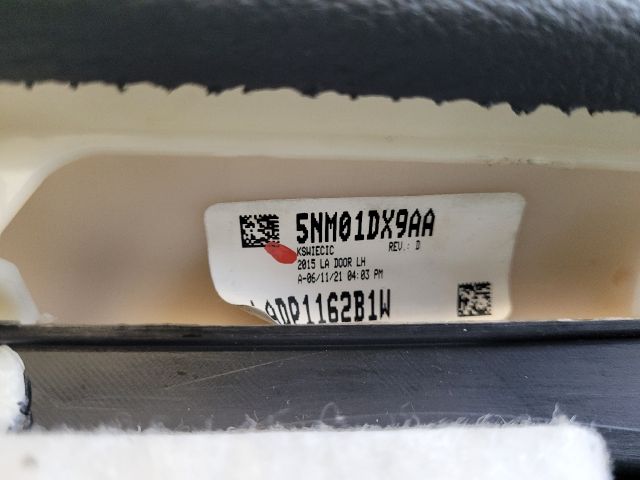 5NM01DX9AA
KSWIECIC REV.: D
2015 LA DOOR LH
A-06/11/21 04:03 PM
LADP1162B1W